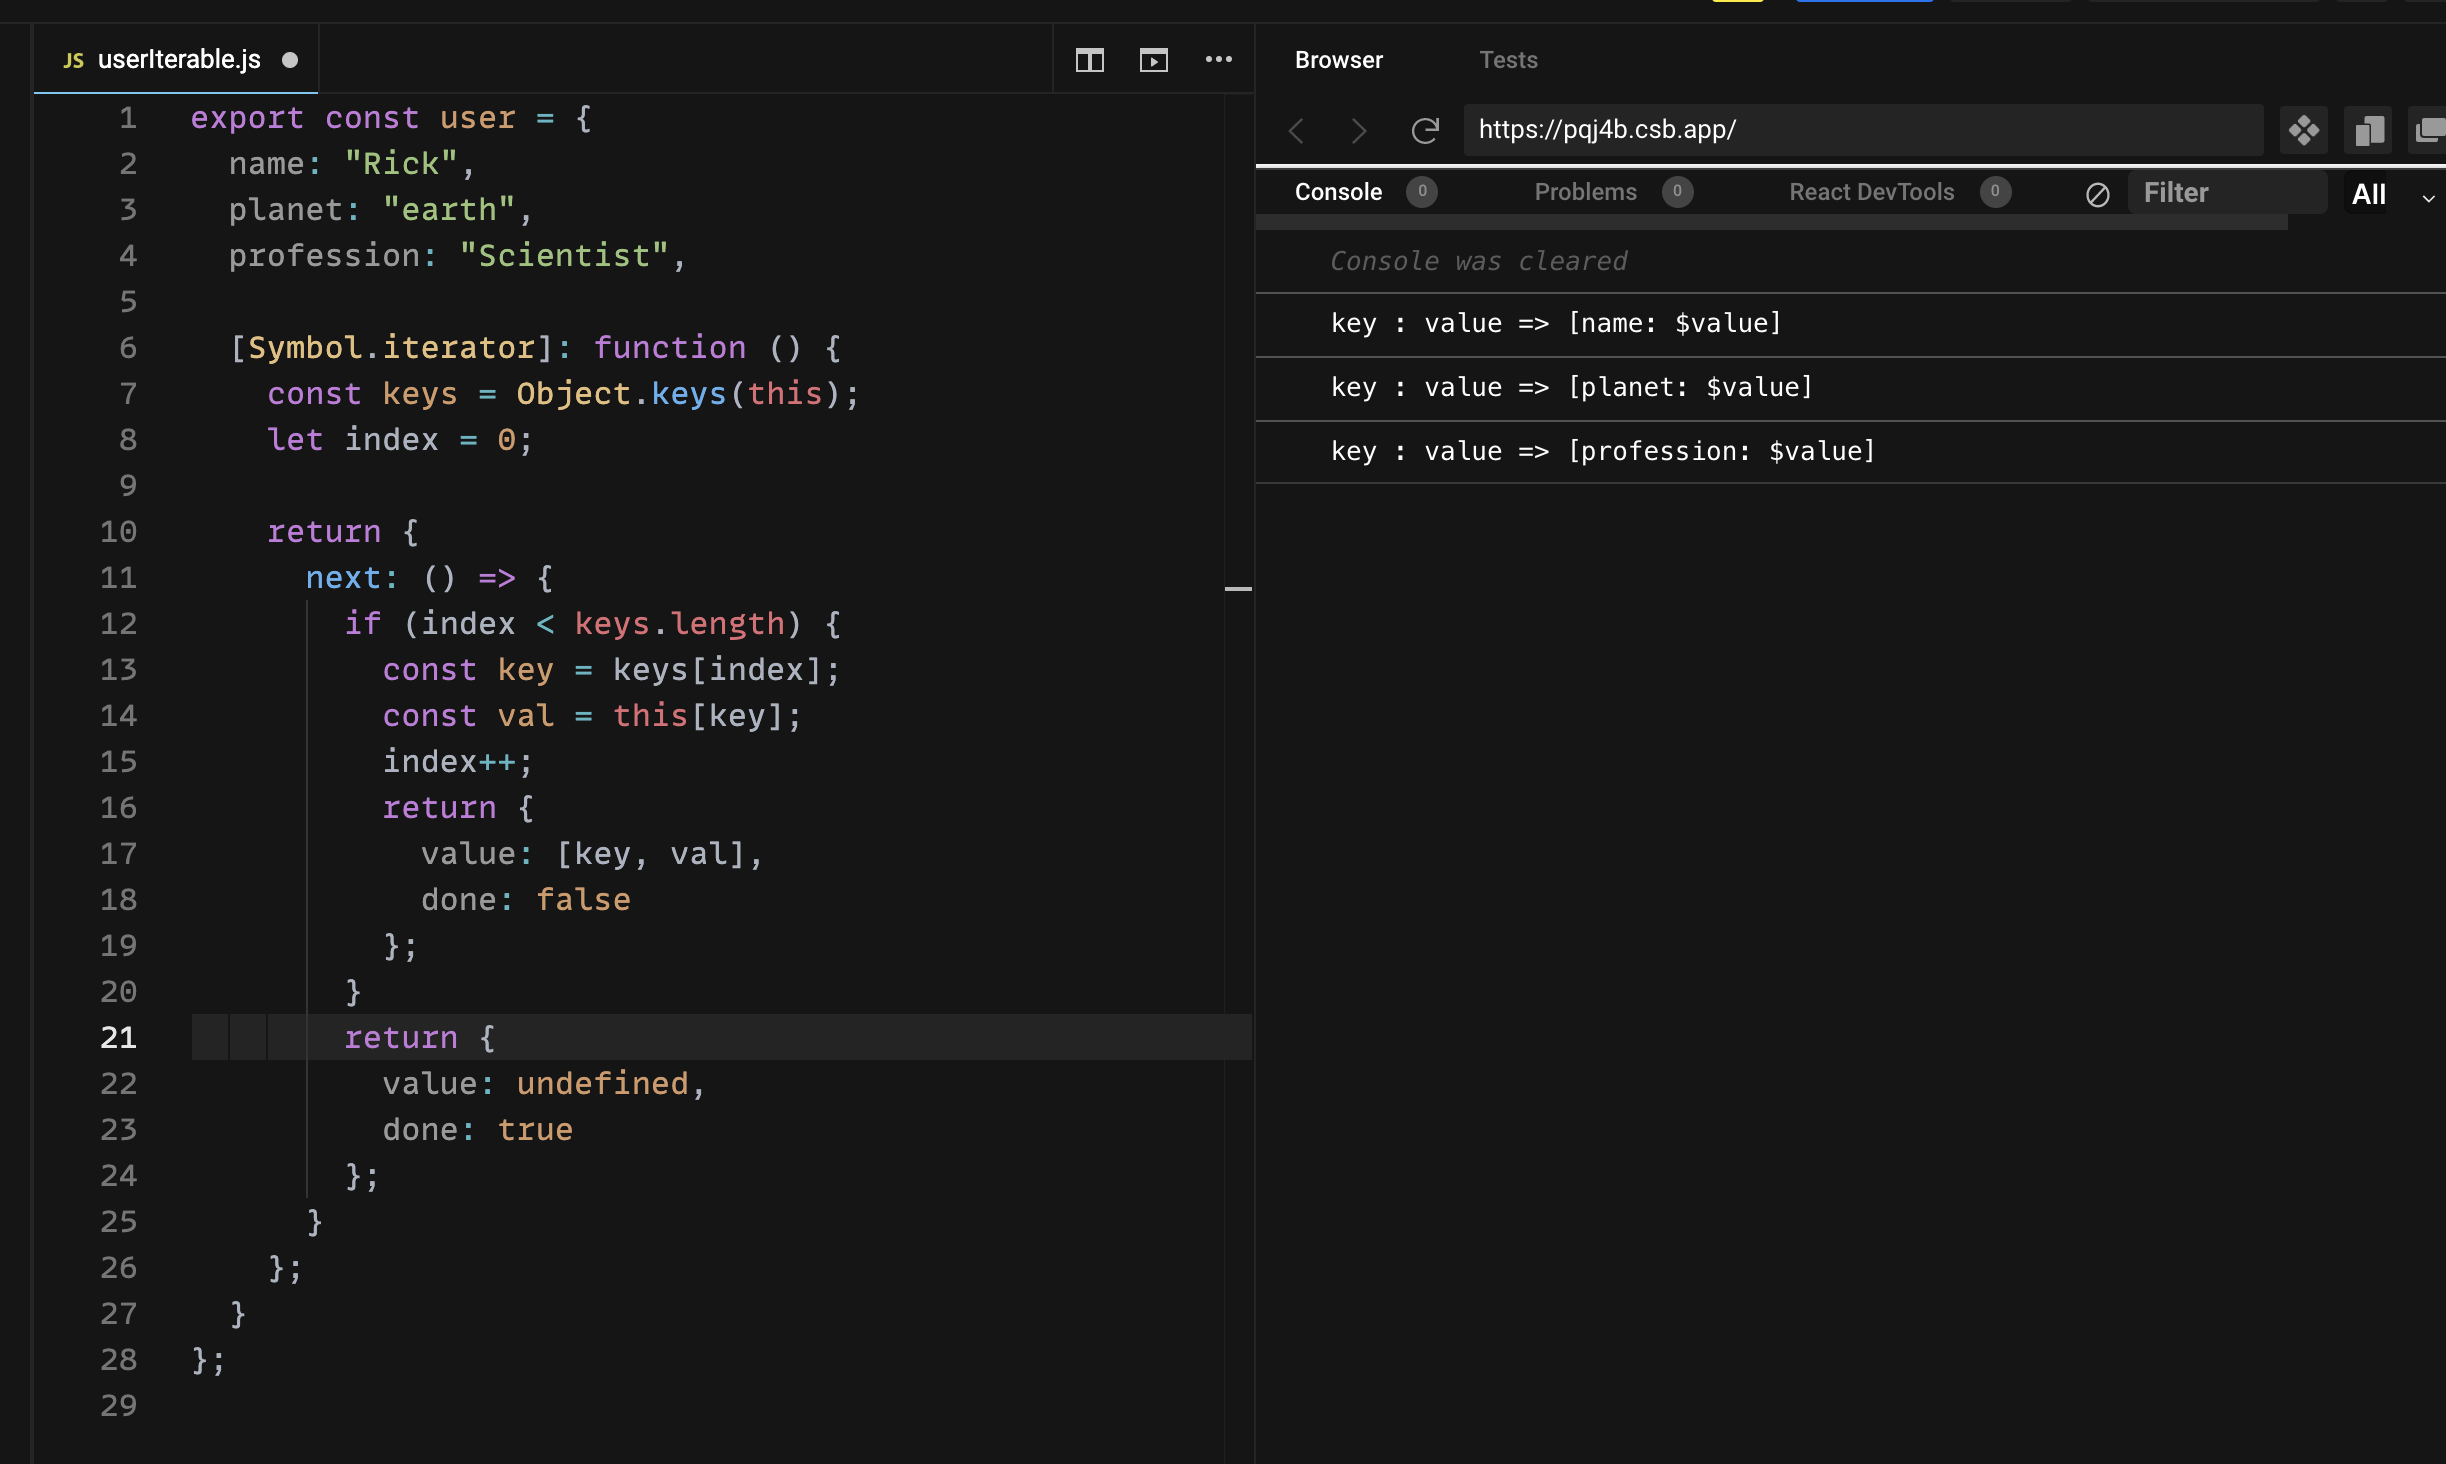 JS userIterable.js
1 export const user = {
2   name: "Rick",
3   planet: "earth",
4   profession: "Scientist",
5
6   [Symbol.iterator]: function () {
7     const keys = Object.keys(this);
8     let index = 0;
9
10     return {
11       next: () => {
12         if (index < keys.length) {
13           const key = keys[index];
14           const val = this[key];
15           index++;
16           return {
17             value: [key, val],
18             done: false
19           };
20         }
21         return {
22           value: undefined,
23           done: true
24         };
25       }
26     };
27   }
28 };
29
Browser Tests
https://pqj4b.csb.app/
Console 0 Problems 0 React DevTools 0 Filter All
Console was cleared
key : value => [name: $value]
key : value => [planet: $value]
key : value => [profession: $value]